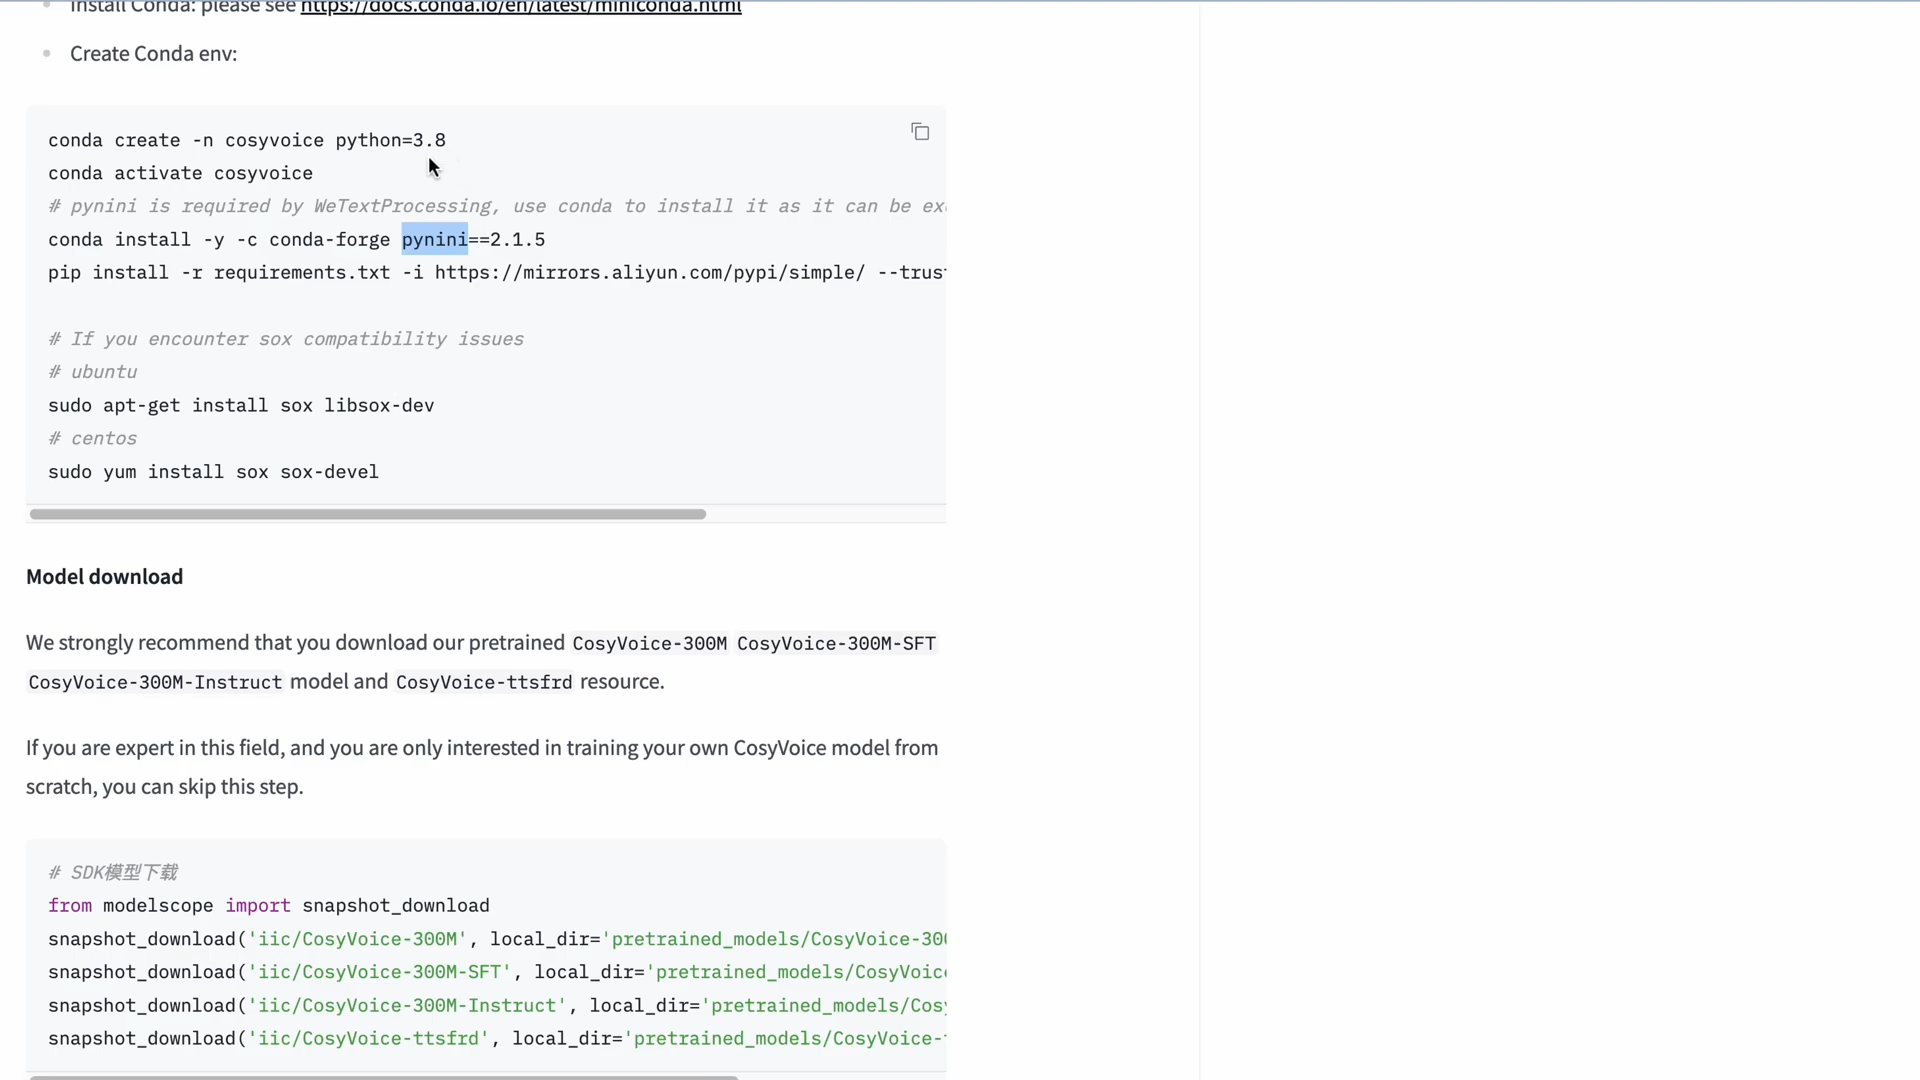 Install Conda: please see https://docs.conda.io/en/latest/miniconda.html
Create Conda env:
conda create -n cosyvoice python=3.8
conda activate cosyvoice
# pynini is required by WeTextProcessing, use conda to install it as it can be ex
conda install -y -c conda-forge pynini==2.1.5
pip install -r requirements.txt -i https://mirrors.aliyun.com/pypi/simple/ --trus
# If you encounter sox compatibility issues
# ubuntu
sudo apt-get install sox libsox-dev
# centos
sudo yum install sox sox-devel
Model download
We strongly recommend that you download our pretrained CosyVoice-300M CosyVoice-300M-SFT
CosyVoice-300M-Instruct model and CosyVoice-ttsfrd resource.
If you are expert in this field, and you are only interested in training your own CosyVoice model from
scratch, you can skip this step.
# SDK模型下载
from modelscope import snapshot_download
snapshot_download('iic/CosyVoice-300M', local_dir='pretrained_models/CosyVoice-300
snapshot_download('iic/CosyVoice-300M-SFT', local_dir='pretrained_models/CosyVoice
snapshot_download('iic/CosyVoice-300M-Instruct', local_dir='pretrained_models/Cosy
snapshot_download('iic/CosyVoice-ttsfrd', local_dir='pretrained_models/CosyVoice-